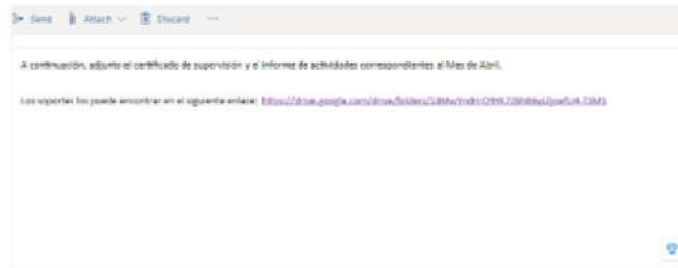 Send Attach Discard ...
A continuación, adjunto el certificado de supervisión y el informe de actividades correspondientes al Mes de Abril.
Los soportes los puede encontrar en el siguiente enlace: